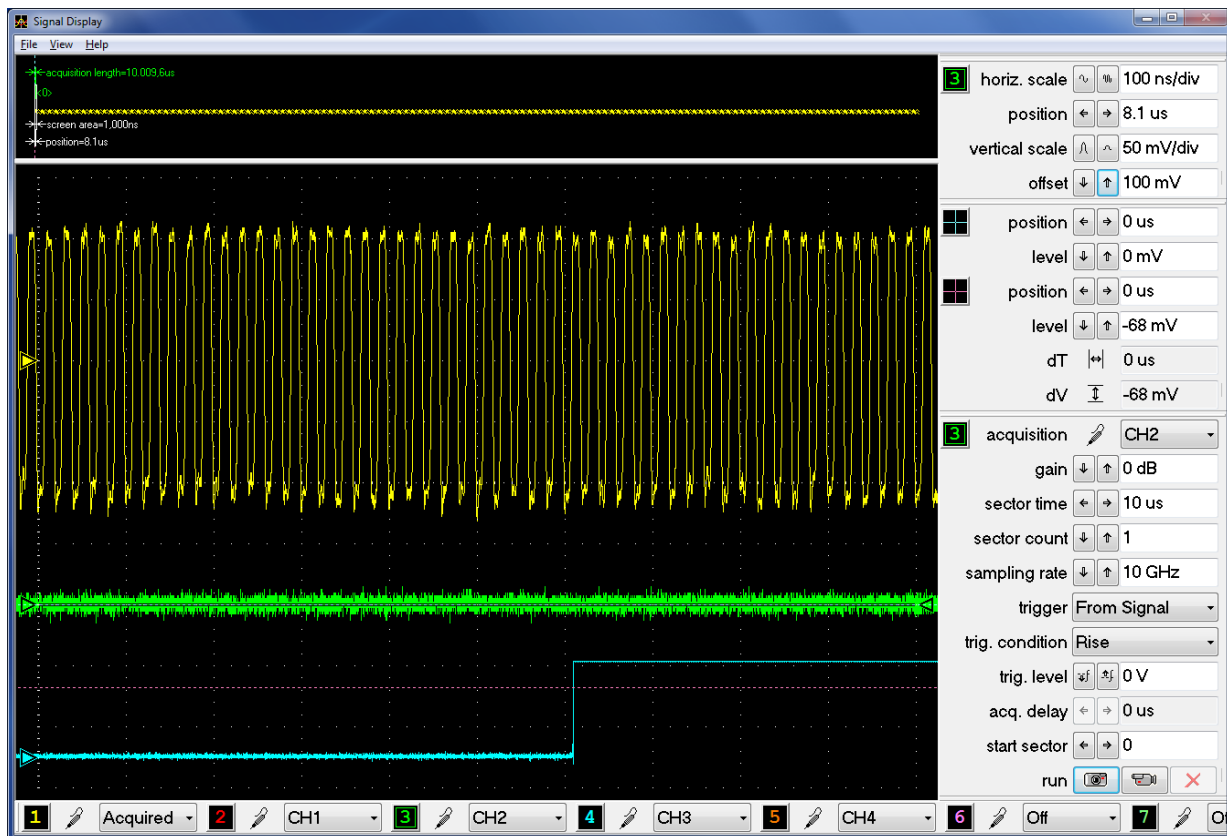 Signal Display
File View Help
acquisition length=10.009,6us
<0>
screen area=1,000ns
position=8.1us
3 horiz. scale 100 ns/div
position 8.1 us
vertical scale 50 mV/div
offset 100 mV
position 0 us
level 0 mV
position 0 us
level -68 mV
dT 0 us
dV -68 mV
3 acquisition CH2
gain 0 dB
sector time 10 us
sector count 1
sampling rate 10 GHz
trigger From Signal
trig. condition Rise
trig. level 0 V
acq. delay 0 us
start sector 0
run
1 Acquired 2 CH1 3 CH2 4 CH3 5 CH4 6 Off 7